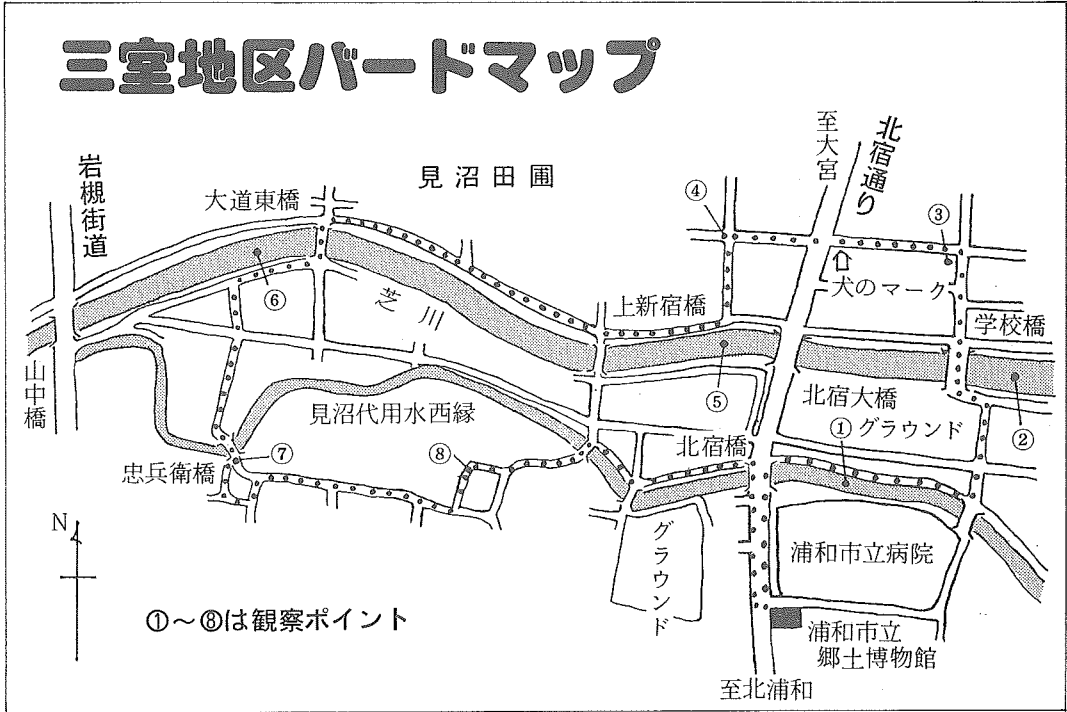 三室地区バードマップ
岩槻街道
大道東橋
見沼田圃
至大宮
北宿通り
④
③
⑥
芝川
上新宿橋
犬のマーク
学校橋
山中橋
⑤
北宿大橋
②
見沼代用水西縁
①グラウンド
北宿橋
忠兵衛橋
⑦
⑧
グラウンド
浦和市立病院
N
①～⑧は観察ポイント
浦和市立
郷土博物館
至北浦和